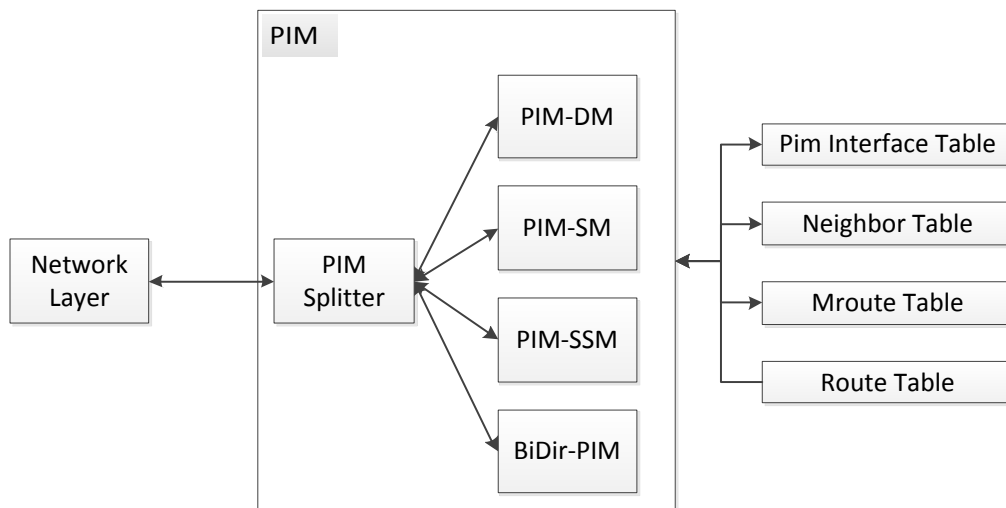 PIM
Network
Layer
PIM
Splitter
PIM-DM
PIM-SM
PIM-SSM
BiDir-PIM
Pim Interface Table
Neighbor Table
Mroute Table
Route Table